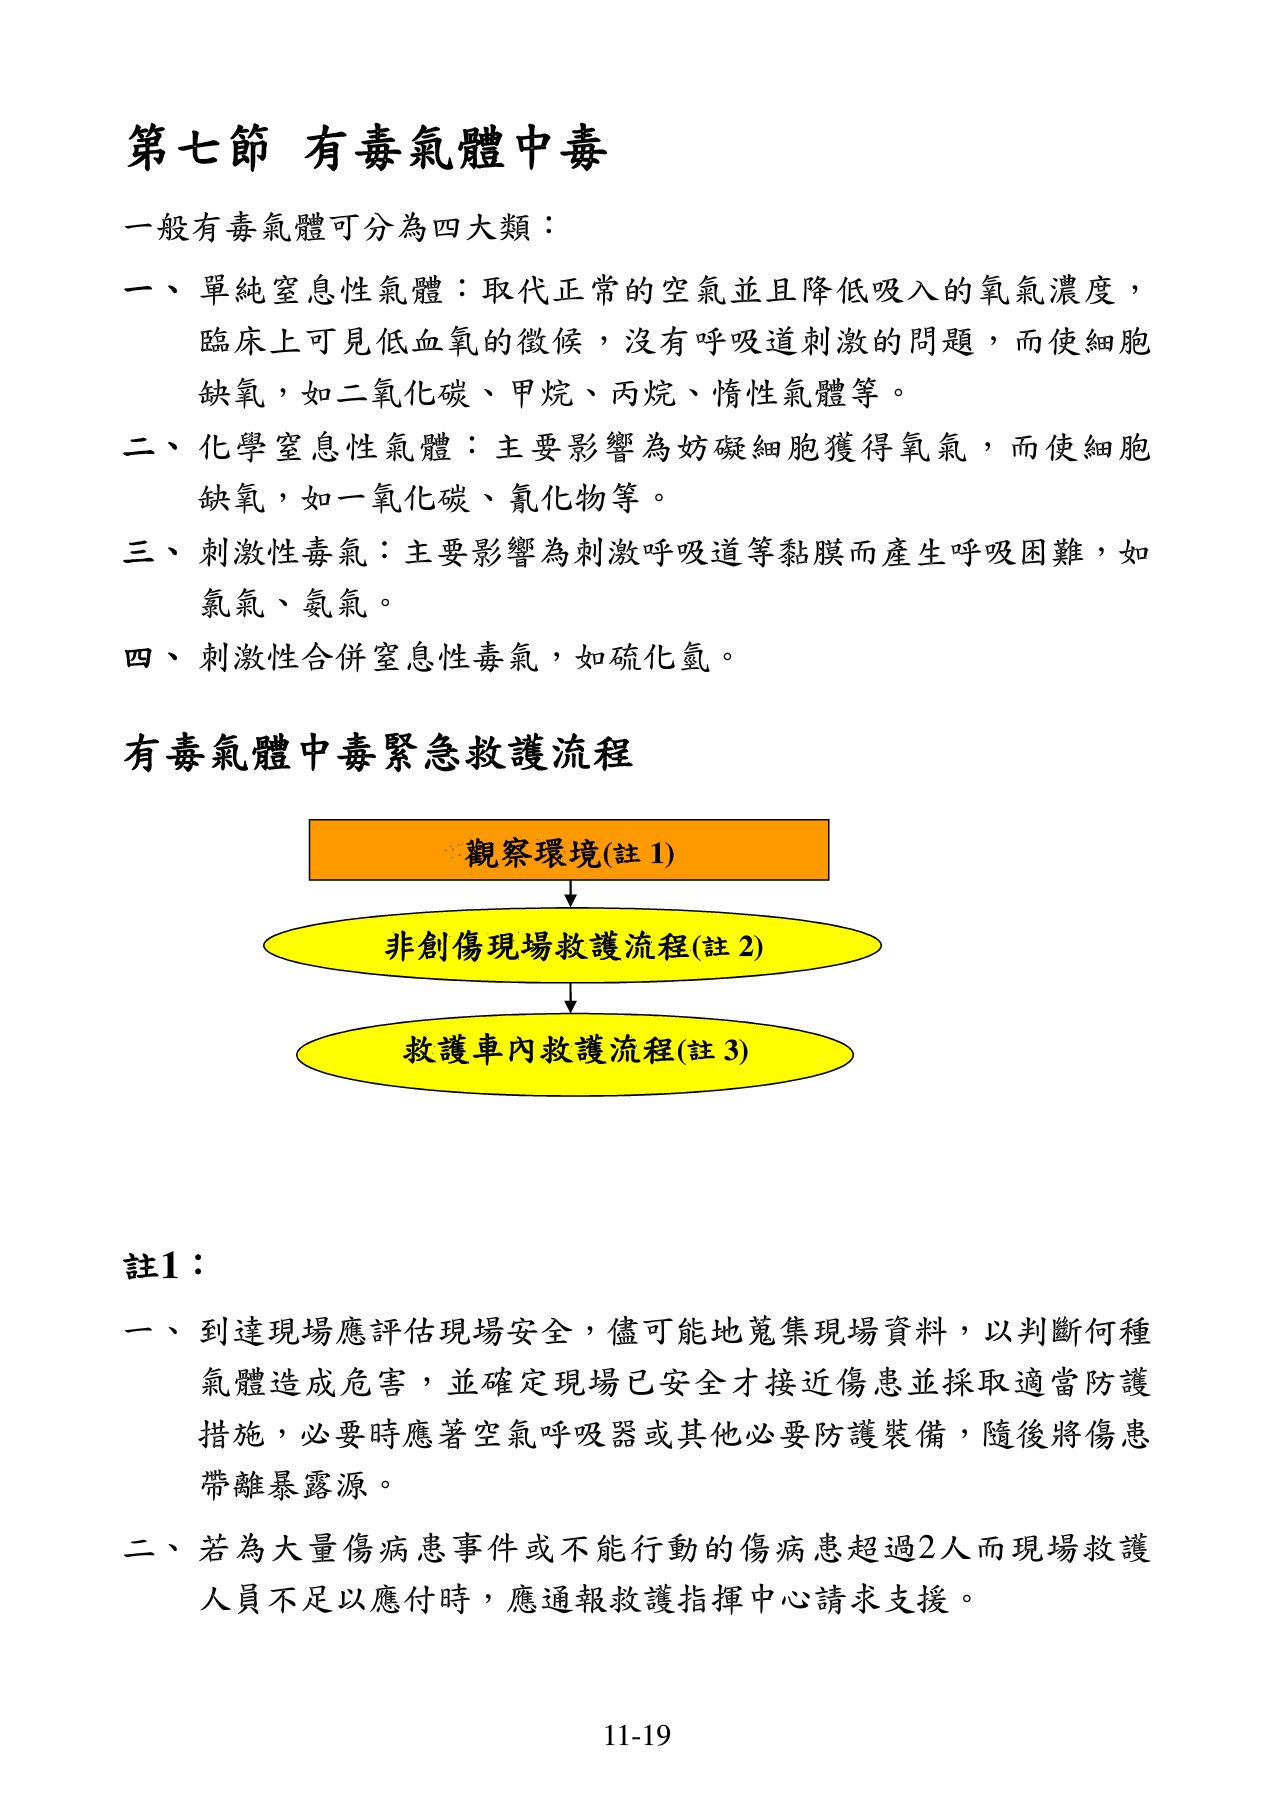 第七節 有毒氣體中毒
一般有毒氣體可分為四大類：
一、 單純窒息性氣體：取代正常的空氣並且降低吸入的氧氣濃度，
臨床上可見低血氧的徵候，沒有呼吸道刺激的問題，而使細胞
缺氧，如二氧化碳、甲烷、丙烷、惰性氣體等。
二、 化學窒息性氣體：主要影響為妨礙細胞獲得氧氣，而使細胞
缺氧，如一氧化碳、氰化物等。
三、 刺激性毒氣：主要影響為刺激呼吸道等黏膜而產生呼吸困難，如
氯氣、氨氣。
四、 刺激性合併窒息性毒氣，如硫化氫。
有毒氣體中毒緊急救護流程
觀察環境(註 1)
非創傷現場救護流程(註 2)
救護車內救護流程(註 3)
註1：
一、 到達現場應評估現場安全，儘可能地蒐集現場資料，以判斷何種
氣體造成危害，並確定現場已安全才接近傷患並採取適當防護
措施，必要時應著空氣呼吸器或其他必要防護裝備，隨後將傷患
帶離暴露源。
二、 若為大量傷病患事件或不能行動的傷病患超過2人而現場救護
人員不足以應付時，應通報救護指揮中心請求支援。
11-19